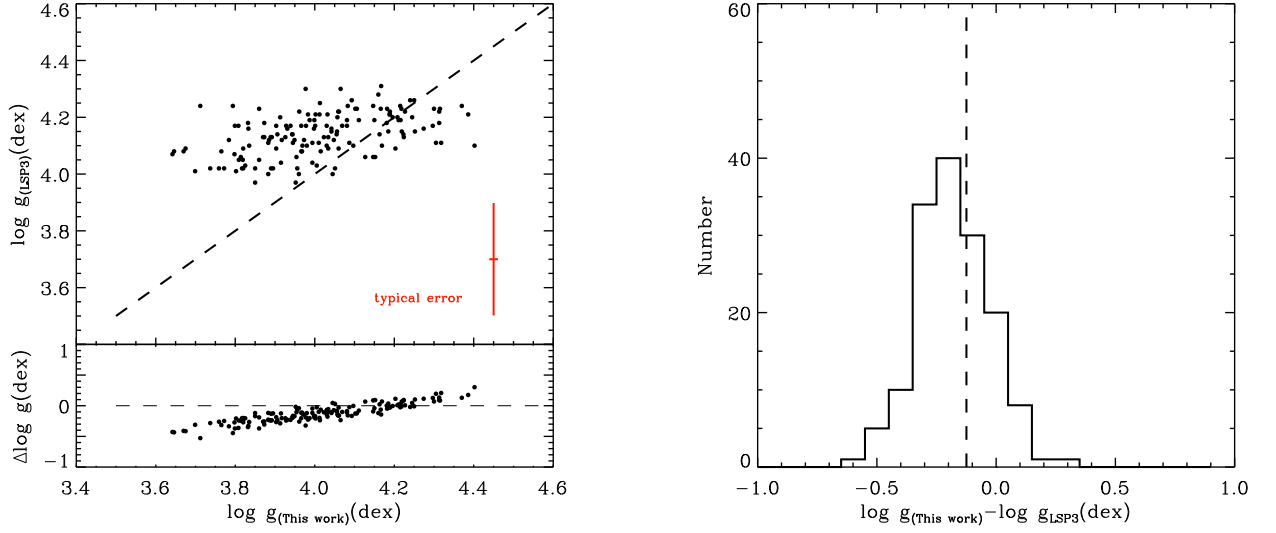 4.6
4.4
4.2
4.0
3.8
3.6
log g(LSP3)(dex)
typical error
1
0
−1
Δlog g(dex)
3.4 3.6 3.8 4.0 4.2 4.4 4.6
log g(This work)(dex)
60
40
20
0
Number
−1.0 −0.5 0.0 0.5 1.0
log g(This work)−log gLSP3(dex)